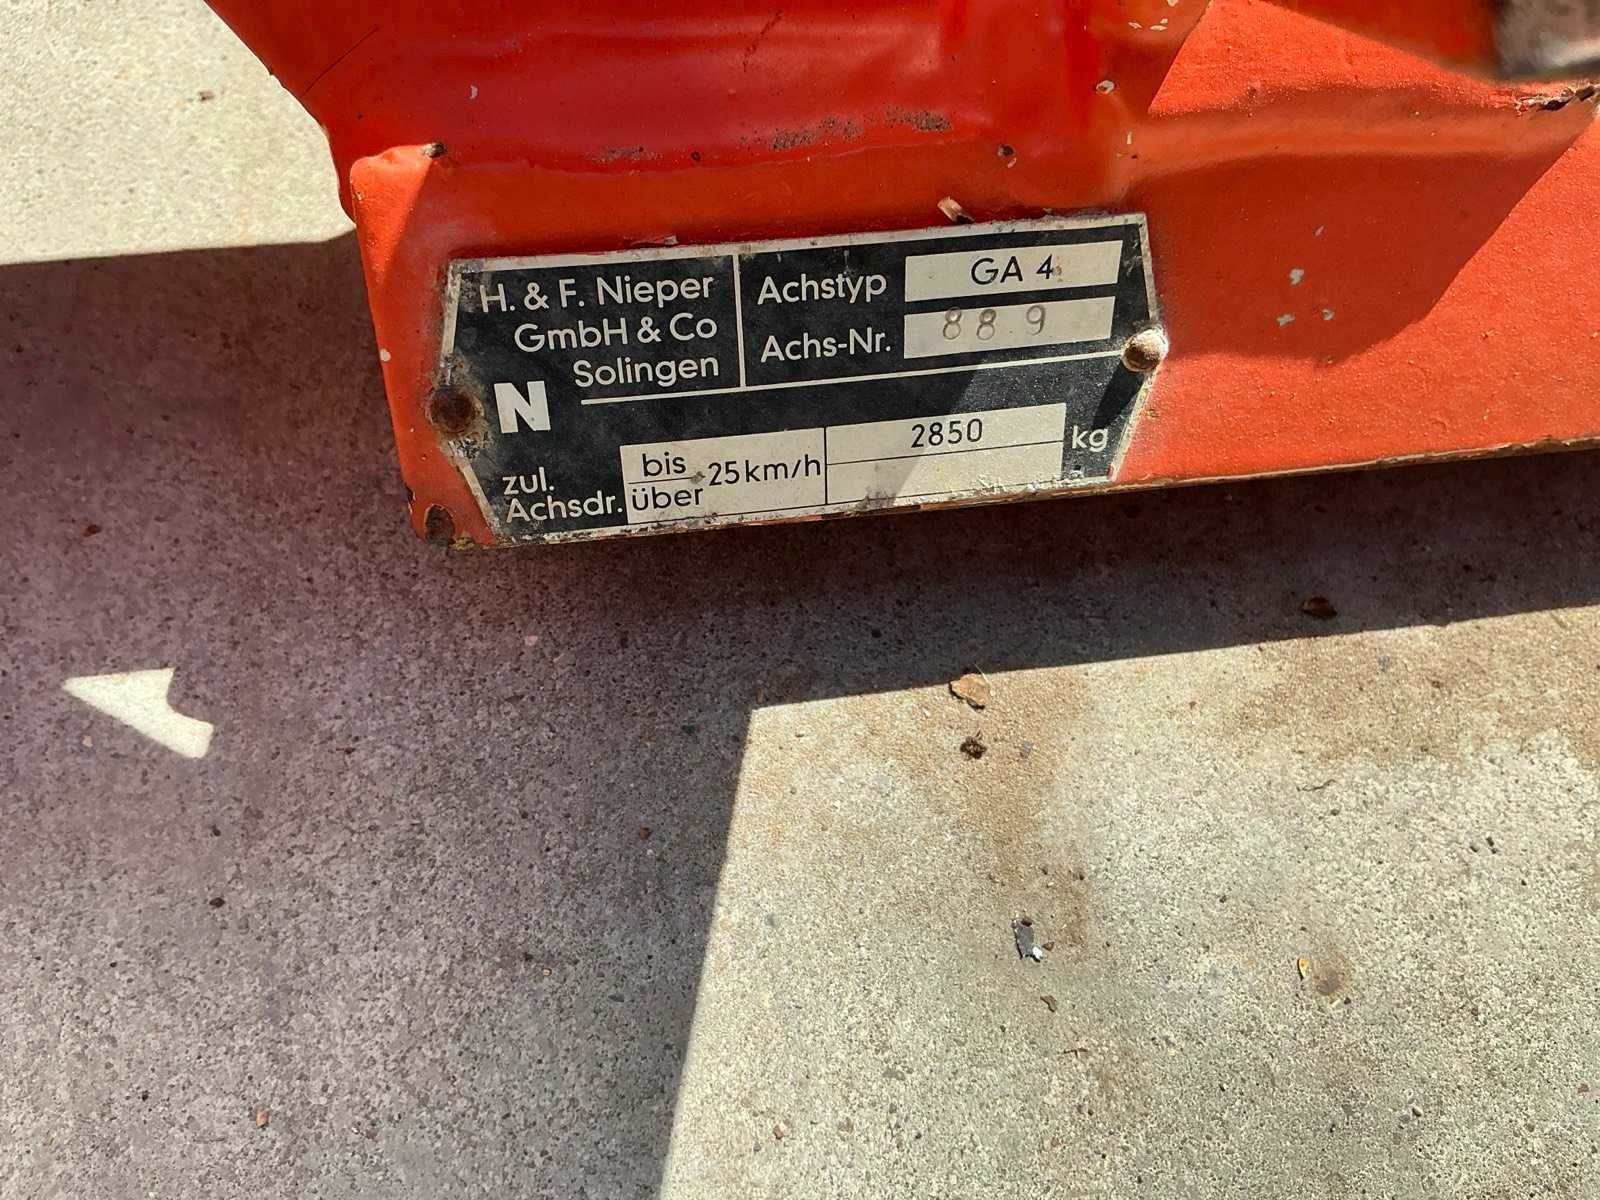 H. & F. Nieper
GmbH & Co
Solingen
N
Achstyp GA 4
Achs-Nr. 889
zul.
Achsdr.
bis
über
25km/h
2850
kg